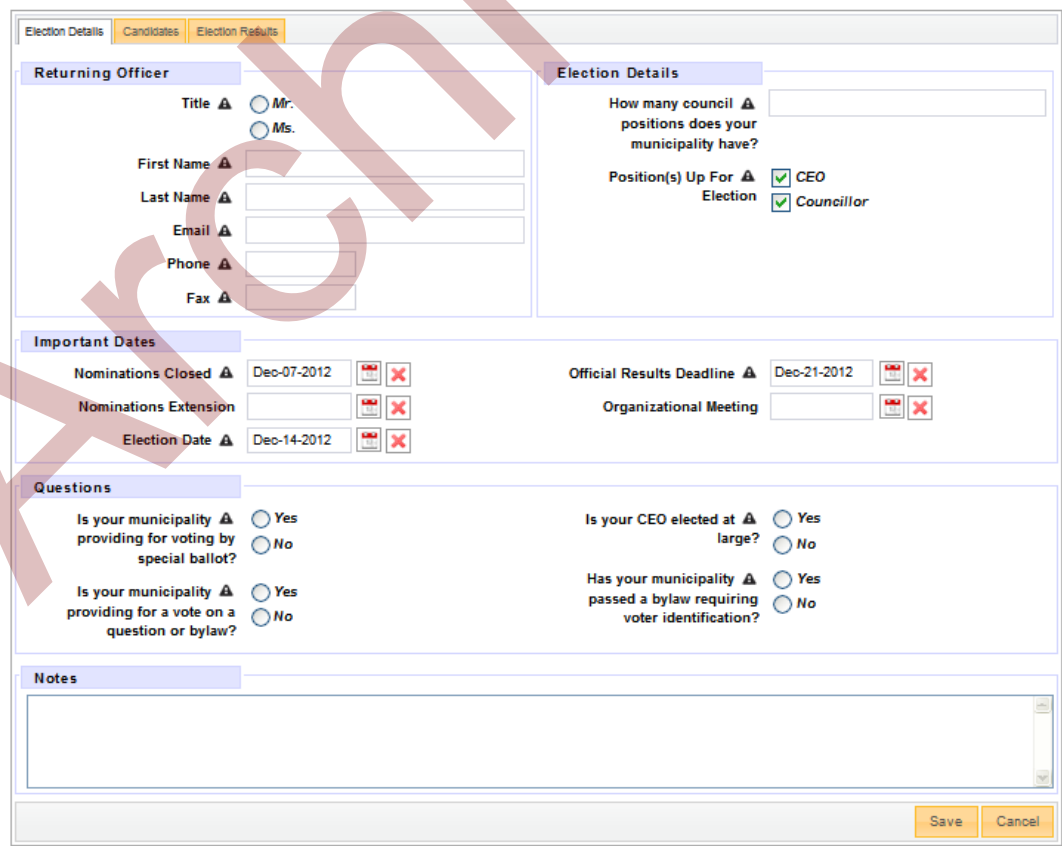 Election Details Candidates Election Results
Returning Officer
Title
Mr.
Ms.
First Name
Last Name
Email
Phone
Fax
Election Details
How many council
positions does your
municipality have?
Position(s) Up For
Election
CEO
Councillor
Important Dates
Nominations Closed Dec-07-2012
Nominations Extension
Election Date Dec-14-2012
Official Results Deadline Dec-21-2012
Organizational Meeting
Questions
Is your municipality
providing for voting by
special ballot?
Yes
No
Is your municipality
providing for a vote on a
question or bylaw?
Yes
No
Is your CEO elected at
large?
Yes
No
Has your municipality
passed a bylaw requiring
voter identification?
Yes
No
Notes
Save Cancel